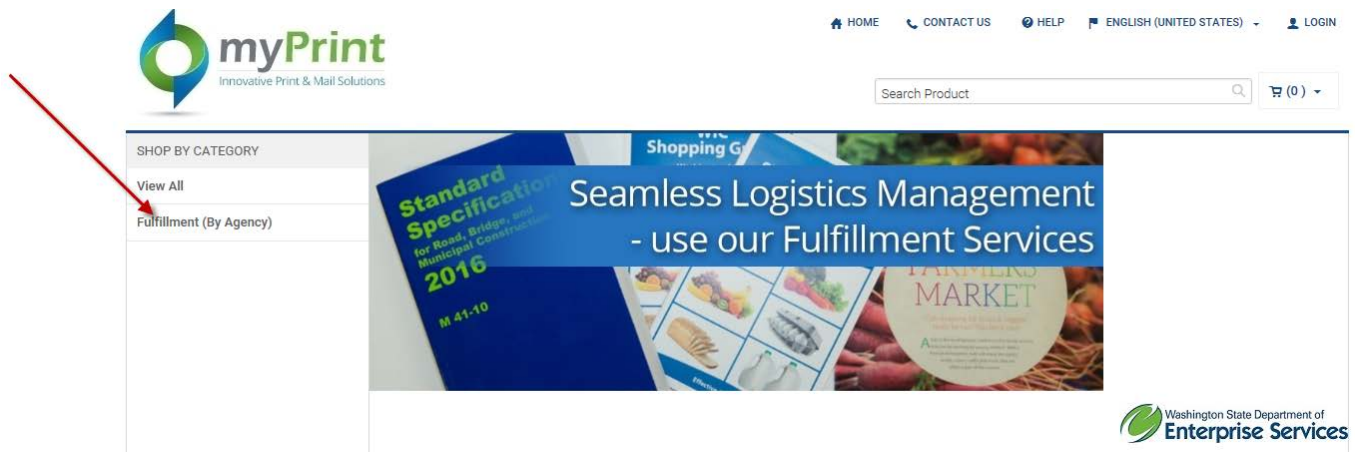 HOME CONTACT US HELP ENGLISH (UNITED STATES) LOGIN
myPrint
Innovative Print & Mail Solutions
Search Product
(0)
SHOP BY CATEGORY
View All
Fulfillment (By Agency)
WIC
Shopping
Standard
Specification
for Road, Bridge, and
Municipal Construction
2016
M 41-10
Seamless Logistics Management
- use our Fulfillment Services
FARMERS
MARKET
Washington State Department of
Enterprise Services